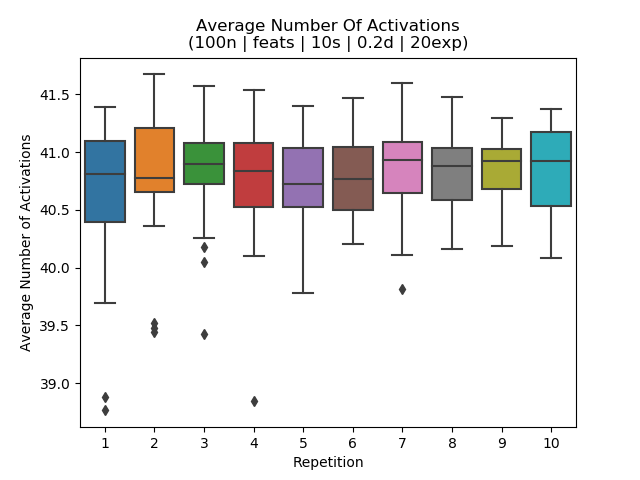 Average Number Of Activations
(100n | feats | 10s | 0.2d | 20exp)
Average Number of Activations
41.5
41.0
40.5
40.0
39.5
39.0
1 2 3 4 5 6 7 8 9 10
Repetition